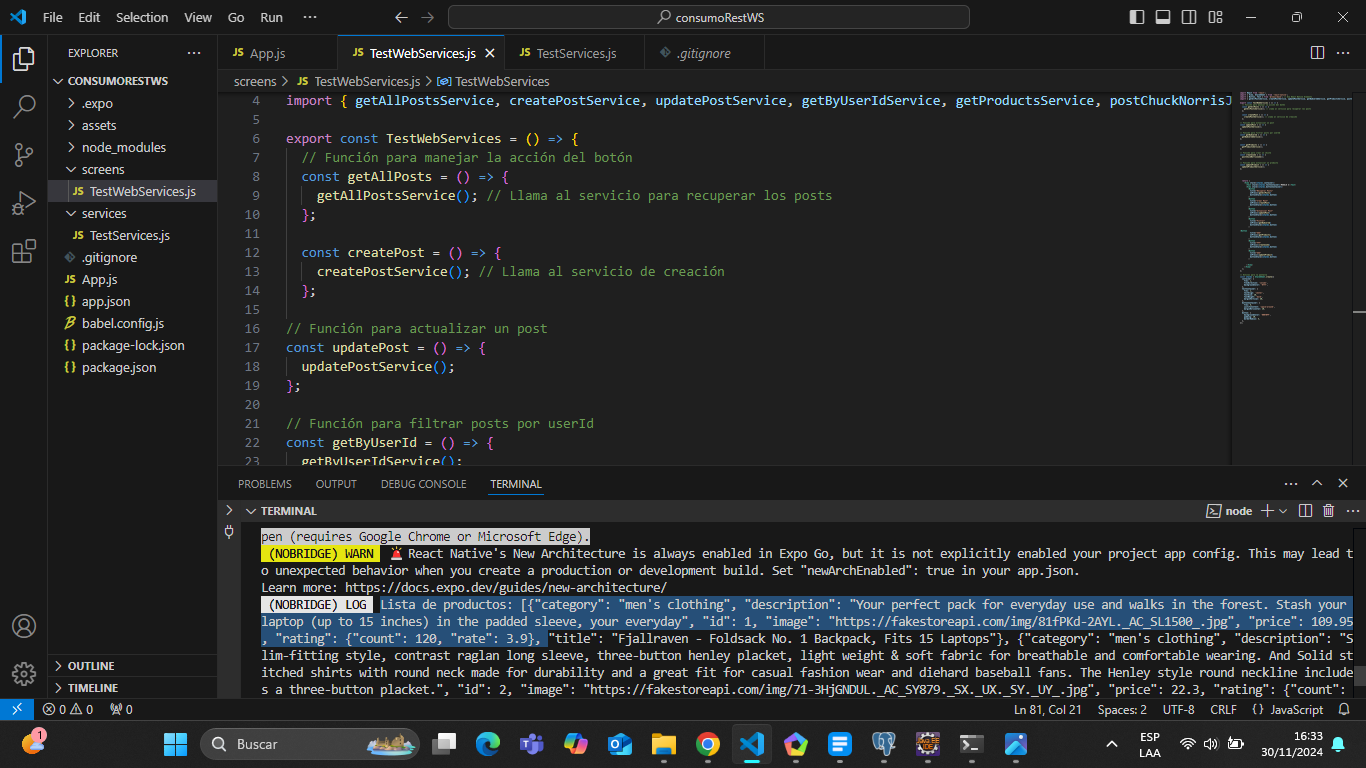 File Edit Selection View Go Run ··· consumoRestWS
EXPLORER ···
App.js TestWebServices.js TestServices.js .gitignore
CONSUMORESTWS
.expo
assets
node_modules
screens
TestWebServices.js
services
TestServices.js
.gitignore
App.js
app.json
babel.config.js
package-lock.json
package.json
OUTLINE
TIMELINE
screens > JS TestWebServices.js > TestWebServices
4 import { getAllPostsService, createPostService, updatePostService, getByUserIdService, getProductsService, postChuckNorrisJ
5
6 export const TestWebServices = () => {
7 // Función para manejar la acción del botón
8 const getAllPosts = () => {
9 getAllPostsService(); // Llama al servicio para recuperar los posts
10 };
11
12 const createPost = () => {
13 createPostService(); // Llama al servicio de creación
14 };
15
16 // Función para actualizar un post
17 const updatePost = () => {
18 updatePostService();
19 };
20
21 // Función para filtrar posts por userId
22 const getByUserId = () => {
23 getByUserIdService();
PROBLEMS OUTPUT DEBUG CONSOLE TERMINAL
TERMINAL node
pen (requires Google Chrome or Microsoft Edge).
(NOBRIDGE) WARN 🚨 React Native's New Architecture is always enabled in Expo Go, but it is not explicitly enabled your project app config. This may lead t
o unexpected behavior when you create a production or development build. Set "newArchEnabled": true in your app.json.
Learn more: https://docs.expo.dev/guides/new-architecture/
(NOBRIDGE) LOG Lista de productos: [{"category": "men's clothing", "description": "Your perfect pack for everyday use and walks in the forest. Stash your
laptop (up to 15 inches) in the padded sleeve, your everyday", "id": 1, "image": "https://fakestoreapi.com/img/81fPKd-2AYL._AC_SL1500_.jpg", "price": 109.95
, "rating": {"count": 120, "rate": 3.9}, "title": "Fjallraven - Foldsack No. 1 Backpack, Fits 15 Laptops"}, {"category": "men's clothing", "description": "S
lim-fitting style, contrast raglan long sleeve, three-button henley placket, light weight & soft fabric for breathable and comfortable wearing. And Solid st
itched shirts with round neck made for durability and a great fit for casual fashion wear and diehard baseball fans. The Henley style round neckline include
s a three-button placket.", "id": 2, "image": "https://fakestoreapi.com/img/71-3HjGNDUL._AC_SY879._SX._UX._SY._UY_.jpg", "price": 22.3, "rating": {"count":
0 0 0 Ln 81, Col 21 Spaces: 2 UTF-8 CRLF {} JavaScript
1 Buscar ESP LAA 16:33 30/11/2024